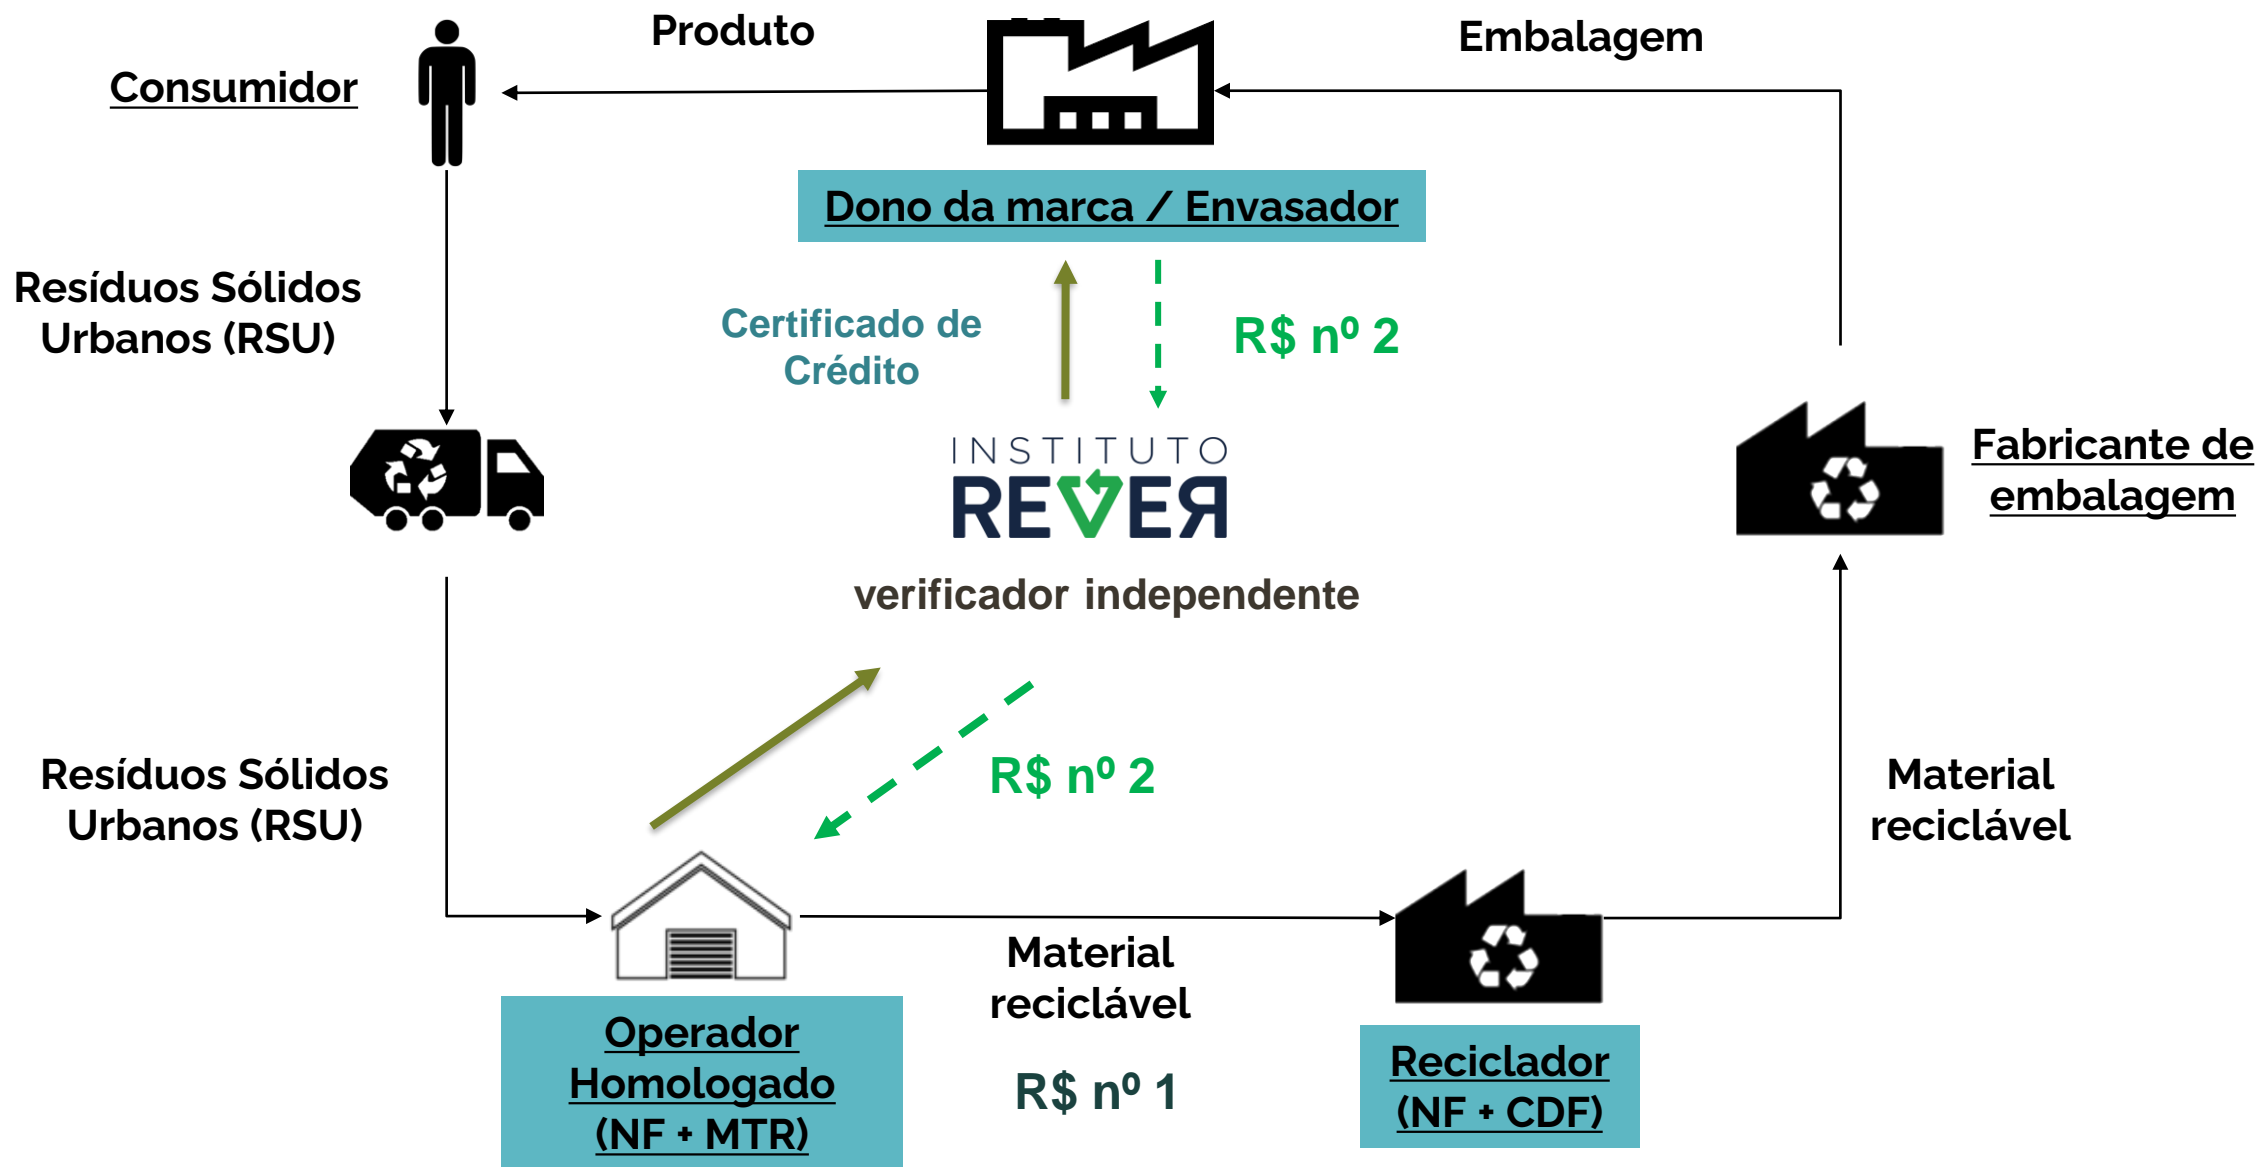 Produto
Embalagem
Consumidor
Dono da marca / Envasador
Resíduos Sólidos
Urbanos (RSU)
Certificado de
Crédito
R$ nº 2
INSTITUTO
REVER
verificador independente
Fabricante de
embalagem
Resíduos Sólidos
Urbanos (RSU)
R$ nº 2
Material
reciclável
Material
reciclável
R$ nº 1
Operador
Homologado
(NF + MTR)
Reciclador
(NF + CDF)